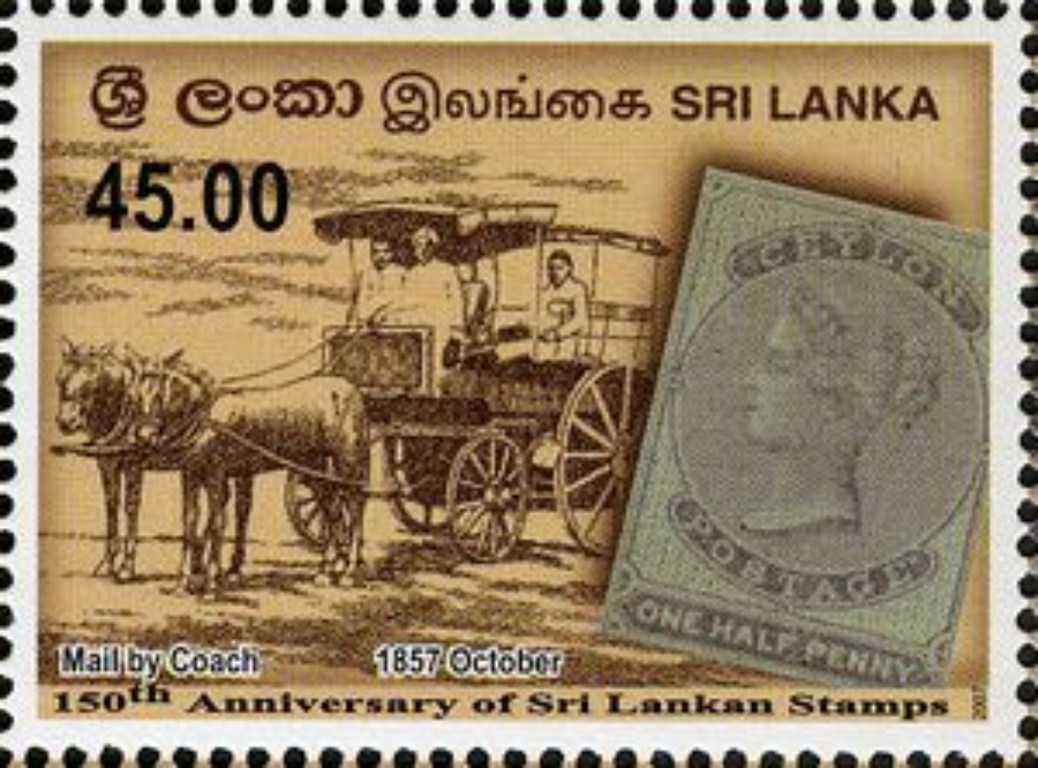 ශ්‍රී ලංකා இலங்கை SRI LANKA
45.00
CEYLON
POSTAGE
ONE HALF PENNY
Mail by Coach 1857 October
150th Anniversary of Sri Lankan Stamps
2007